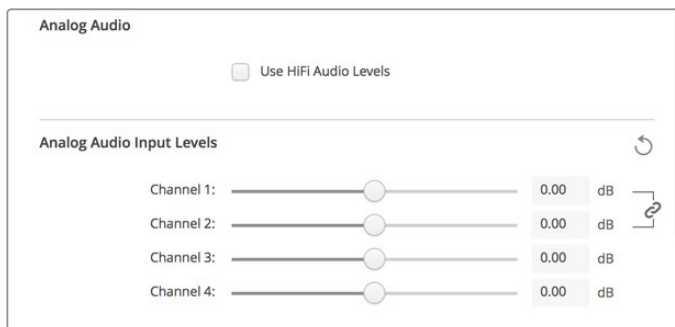 Analog Audio
Use HiFi Audio Levels
Analog Audio Input Levels
Channel 1: 0.00 dB
Channel 2: 0.00 dB
Channel 3: 0.00 dB
Channel 4: 0.00 dB